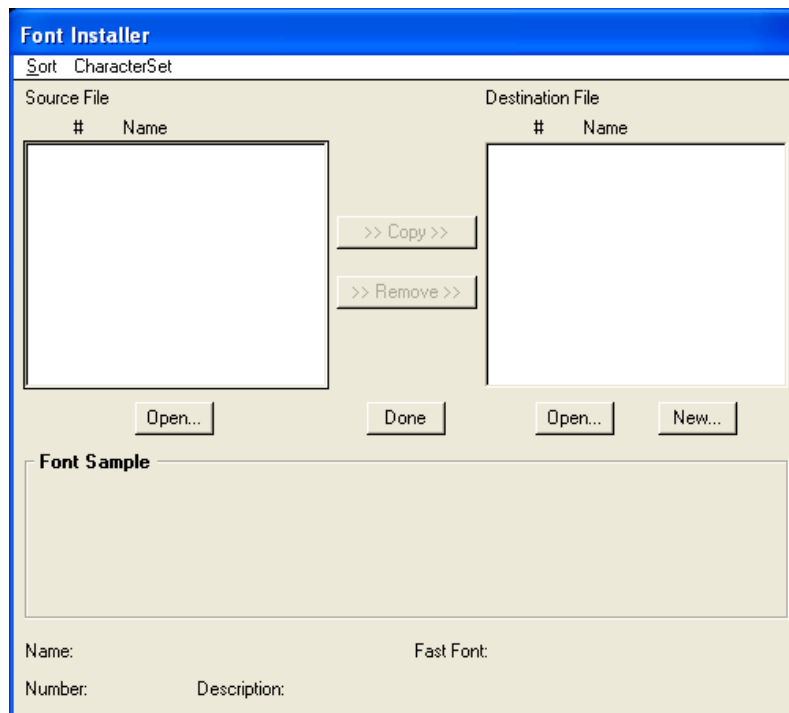 Font Installer
Sort CharacterSet
Source File
Destination File
# Name
# Name
>> Copy >>
>> Remove >>
Open...
Done
Open...
New...
Font Sample
Name:
Fast Font:
Number:
Description: